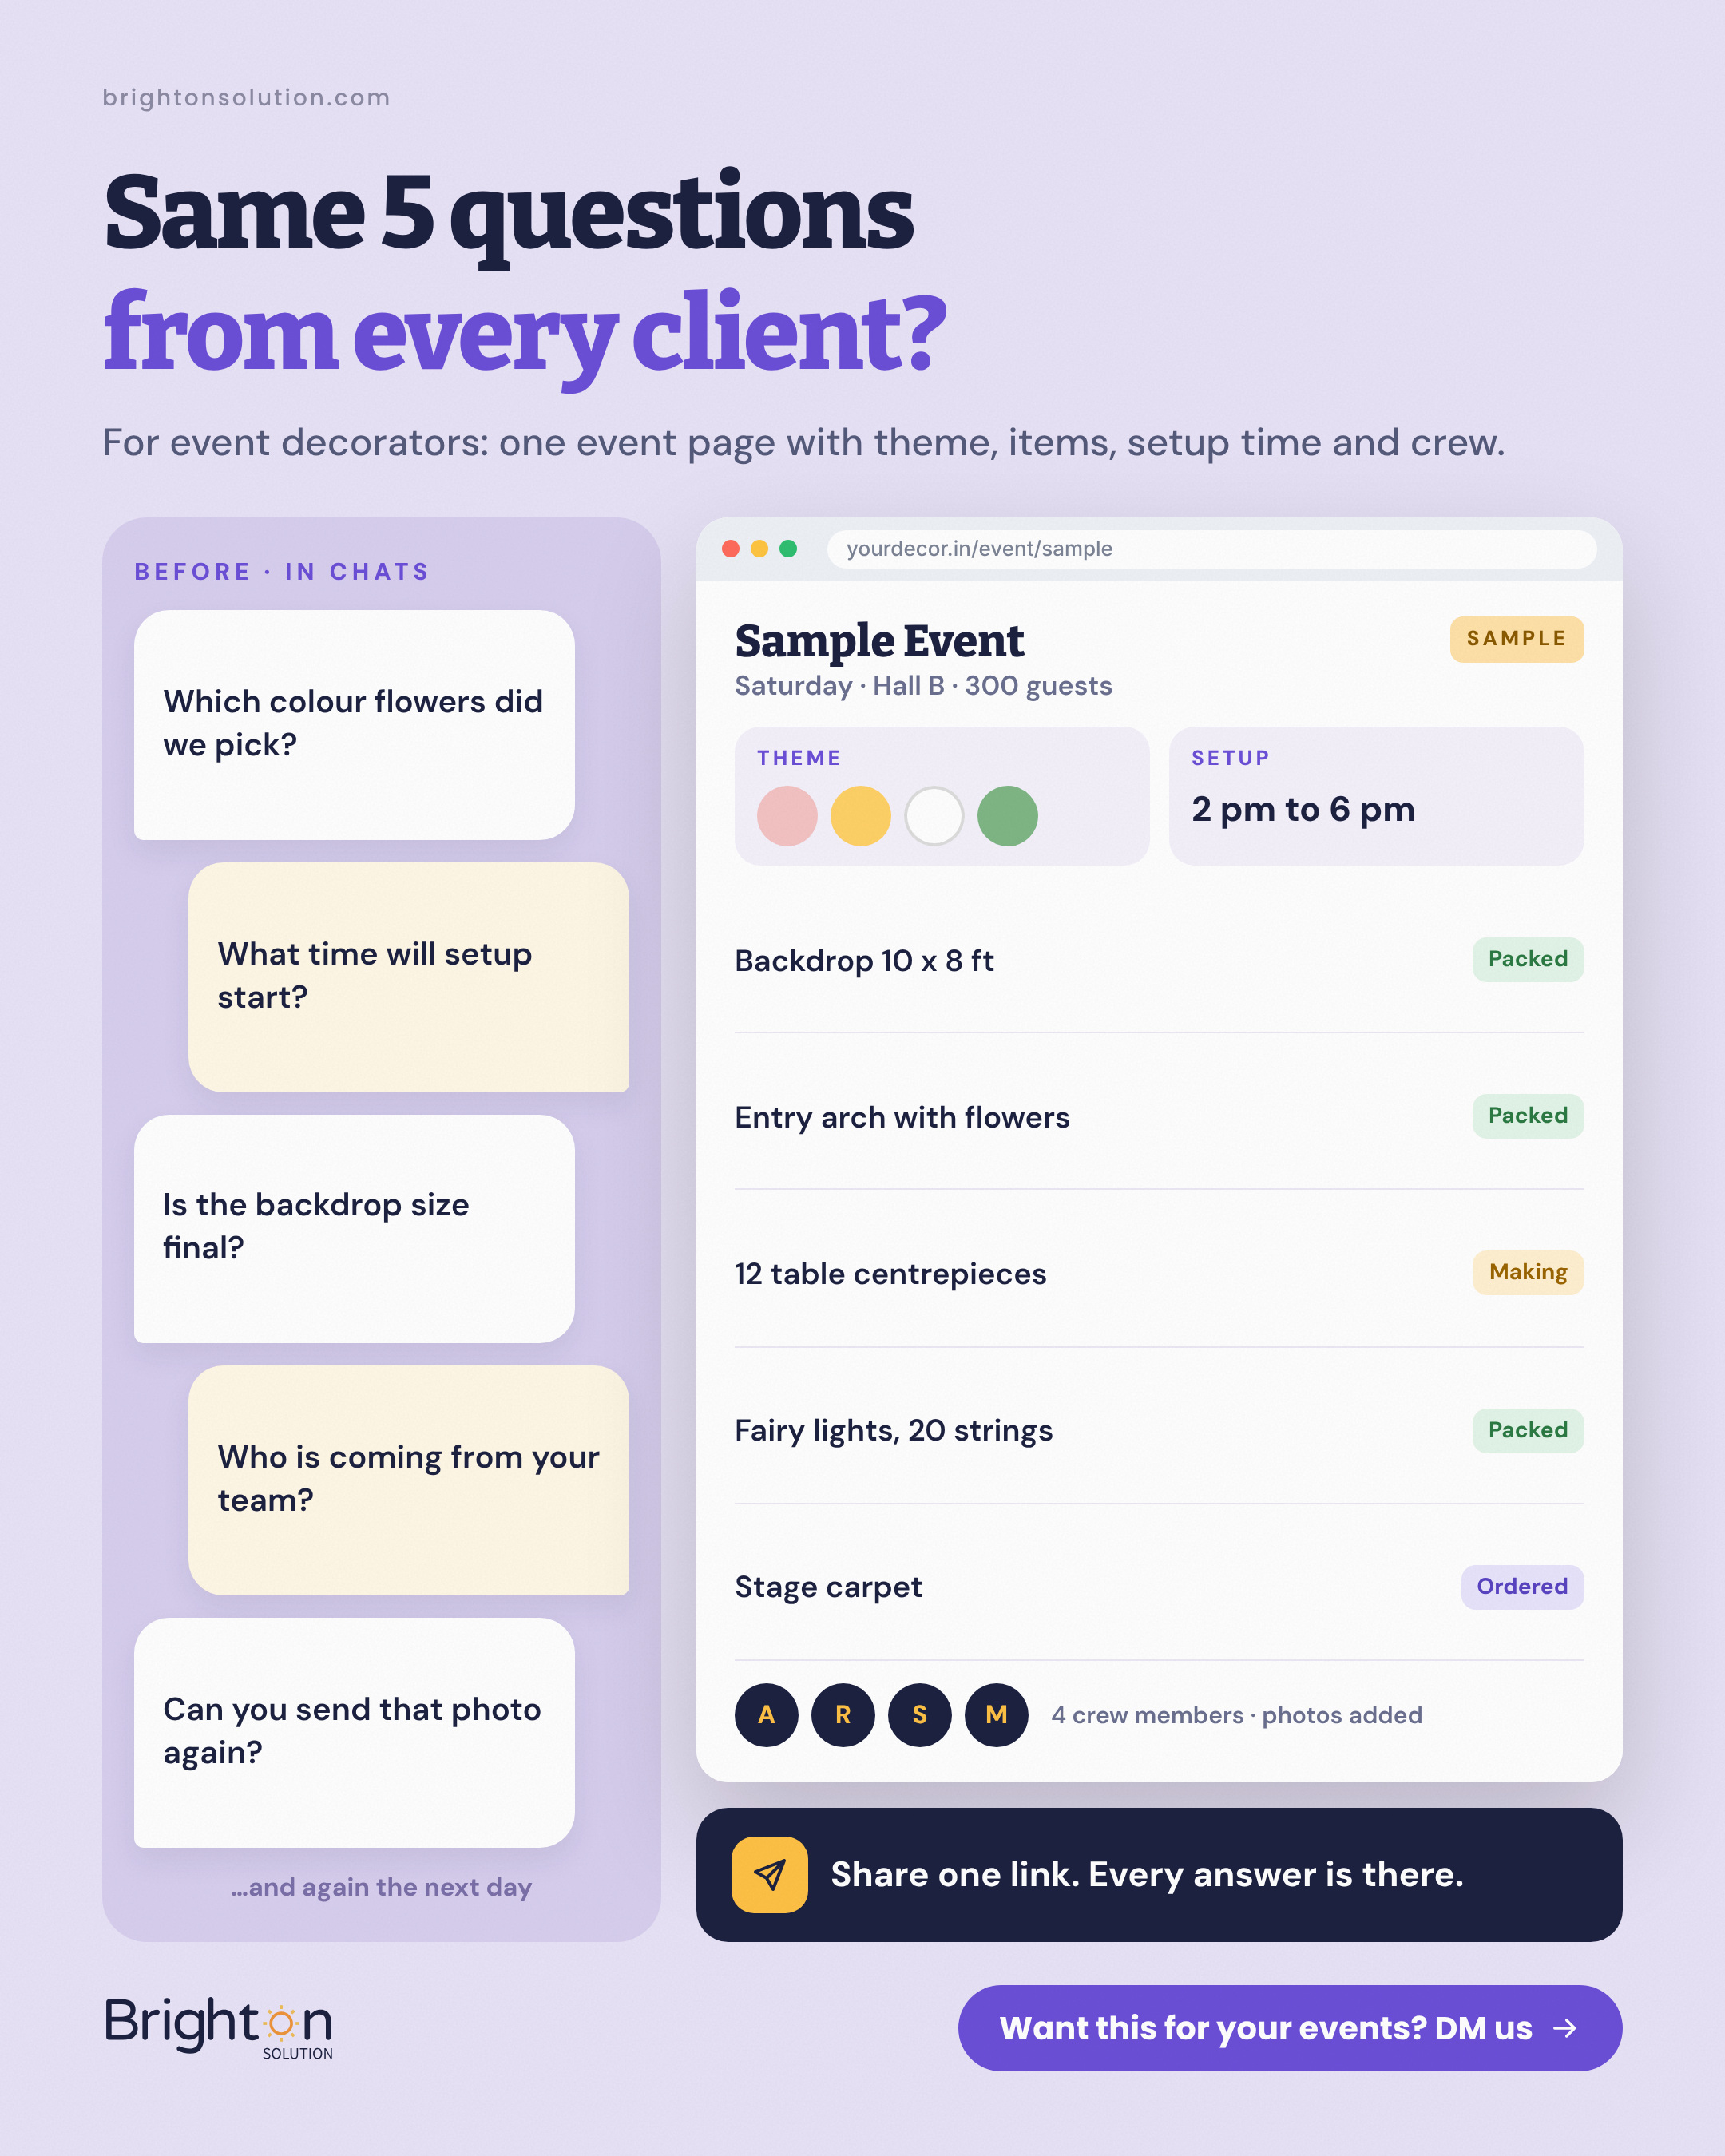 brightonsolution.com
Same 5 questions
from every client?
For event decorators: one event page with theme, items, setup time and crew.
BEFORE · IN CHATS
Which colour flowers did
we pick?
What time will setup
start?
Is the backdrop size
final?
Who is coming from your
team?
Can you send that photo
again?
...and again the next day
yourdecor.in/event/sample
Sample Event
SAMPLE
Saturday · Hall B · 300 guests
THEME
SETUP
2 pm to 6 pm
Backdrop 10 x 8 ft
Packed
Entry arch with flowers
Packed
12 table centrepieces
Making
Fairy lights, 20 strings
Packed
Stage carpet
Ordered
A R S M
4 crew members · photos added
Share one link. Every answer is there.
Brighton
SOLUTION
Want this for your events? DM us →